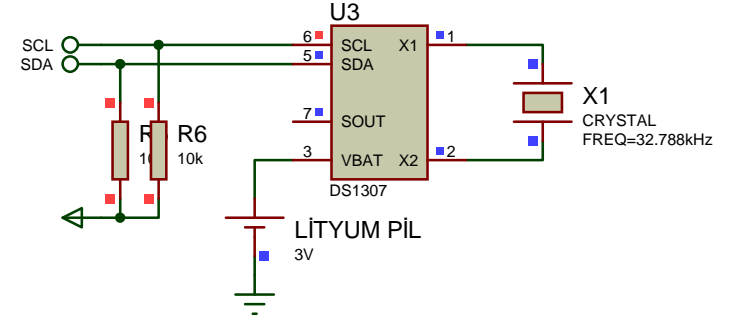 U3
SCL
SDA
6
5
7
3
SCL
SDA
SOUT
VBAT
X1
X2
1
2
DS1307
R6
10k
X1
CRYSTAL
FREQ=32.788kHz
LİTYUM PİL
3V